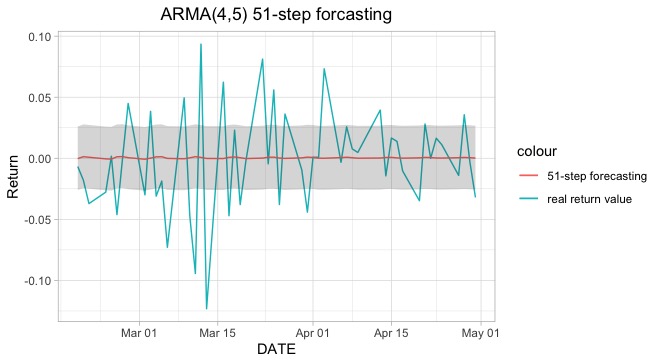 ARMA(4,5) 51-step forcasting
0.10
0.05
0.00
-0.05
-0.10
Return
Mar 01 Mar 15 Apr 01 Apr 15 May 01
DATE
colour
51-step forecasting
real return value